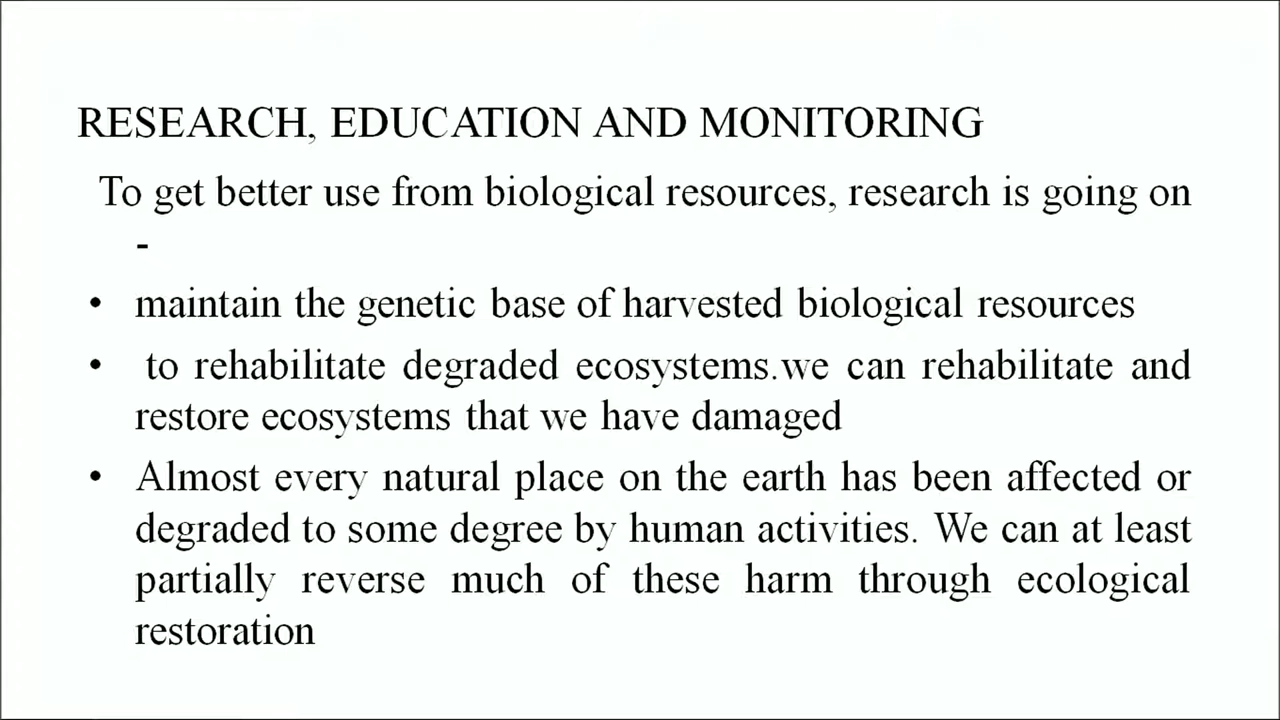 RESEARCH, EDUCATION AND MONITORING
To get better use from biological resources, research is going on
-
• maintain the genetic base of harvested biological resources
• to rehabilitate degraded ecosystems.we can rehabilitate and
restore ecosystems that we have damaged
• Almost every natural place on the earth has been affected or
degraded to some degree by human activities. We can at least
partially reverse much of these harm through ecological
restoration